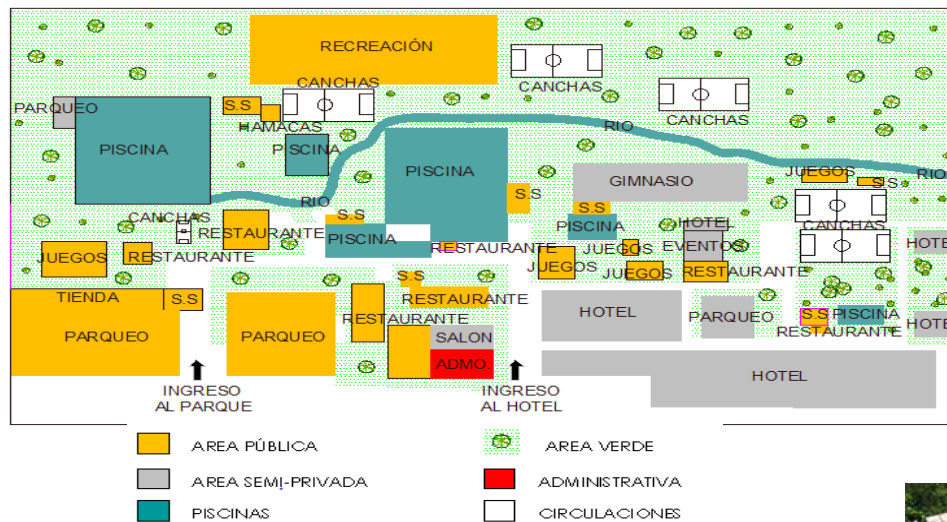 RECREACIÓN
CANCHAS
CANCHAS
CANCHAS
PARQUEO
S.S
HAMACAS
PISCINA
PISCINA
RIO
PISCINA
GIMNASIO
JUEGOS
S.S
RIO
RIO
S.S
S.S
S.S
CANCHAS
RESTAURANTE
PISCINA
PISCINA
HOTEL
CANCHAS
JUEGOS
RESTAURANTE
RESTAURANTE
JUEGOS
EVENTOS
HOTE
JUEGOS
JUEGOS
RESTAURANTE
S.S
TIENDA
S.S
RESTAURANTE
RESTAURANTE
HOTEL
PARQUEO
S.S
PISCINA
HOTE
RESTAURANTE
PARQUEO
PARQUEO
SALON
ADMO.
HOTEL
INGRESO
AL PARQUE
INGRESO
AL HOTEL
AREA PÚBLICA
AREA VERDE
AREA SEMI-PRIVADA
ADMINISTRATIVA
PISCINAS
CIRCULACIONES